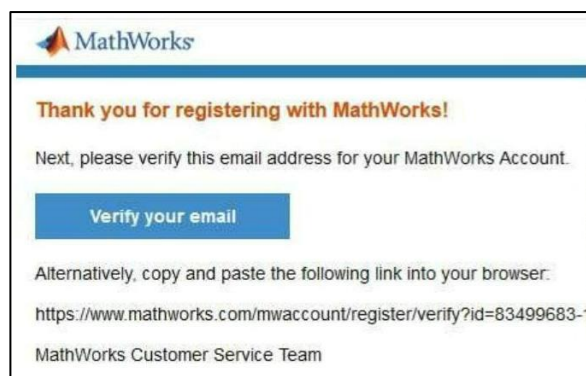 MathWorks®
Thank you for registering with MathWorks!
Next, please verify this email address for your MathWorks Account.
Verify your email
Alternatively, copy and paste the following link into your browser:
https://www.mathworks.com/mwaccount/register/verify?id=83499683-
MathWorks Customer Service Team